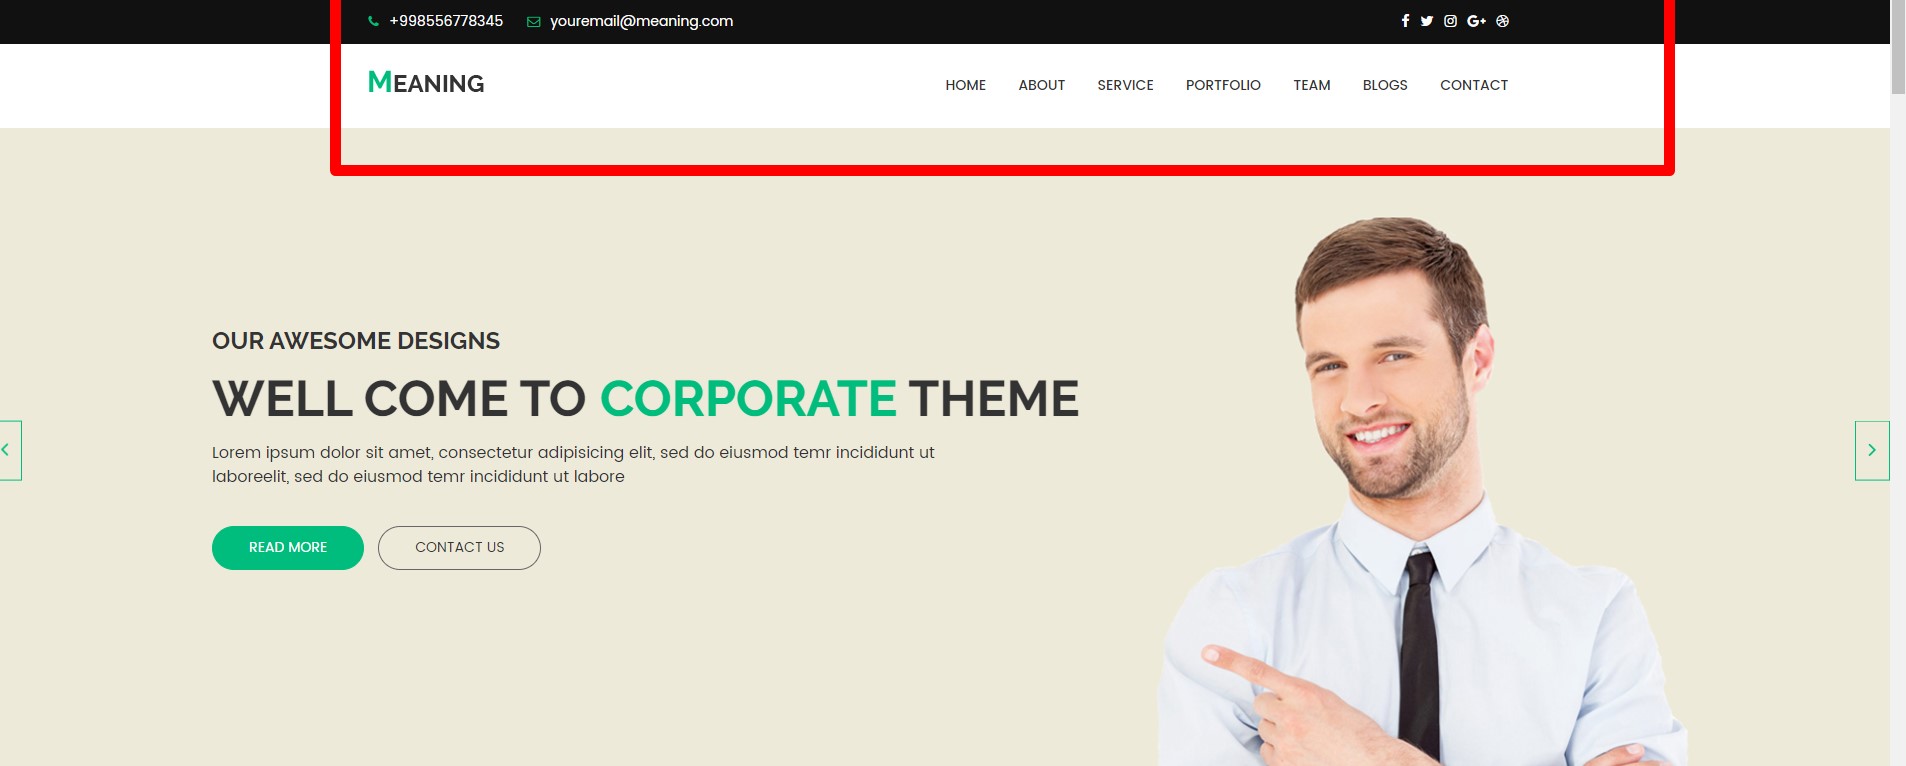 +998556778345 youremail@meaning.com
MEANING HOME ABOUT SERVICE PORTFOLIO TEAM BLOGS CONTACT
OUR AWESOME DESIGNS
WELL COME TO CORPORATE THEME
Lorem ipsum dolor sit amet, consectetur adipisicing elit, sed do eiusmod temr incididunt ut
laboreelit, sed do eiusmod temr incididunt ut labore
READ MORE CONTACT US